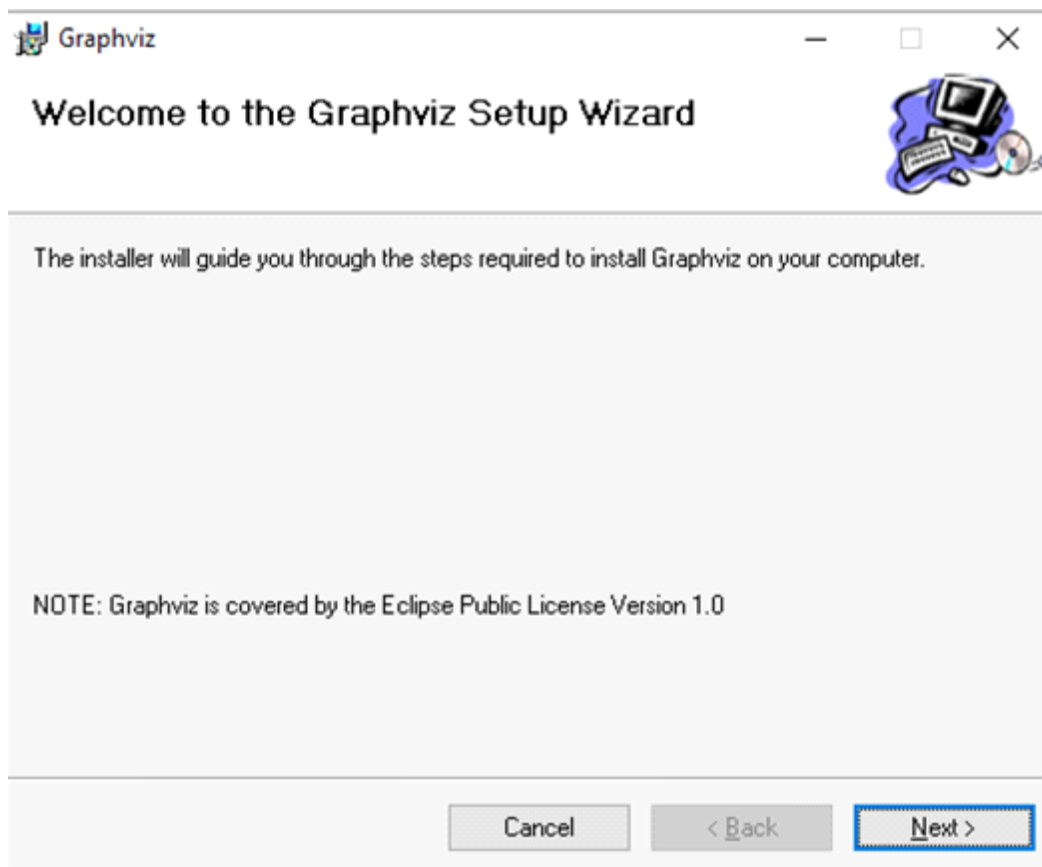 Graphviz
Welcome to the Graphviz Setup Wizard
The installer will guide you through the steps required to install Graphviz on your computer.
NOTE: Graphviz is covered by the Eclipse Public License Version 1.0
Cancel
< Back
Next >